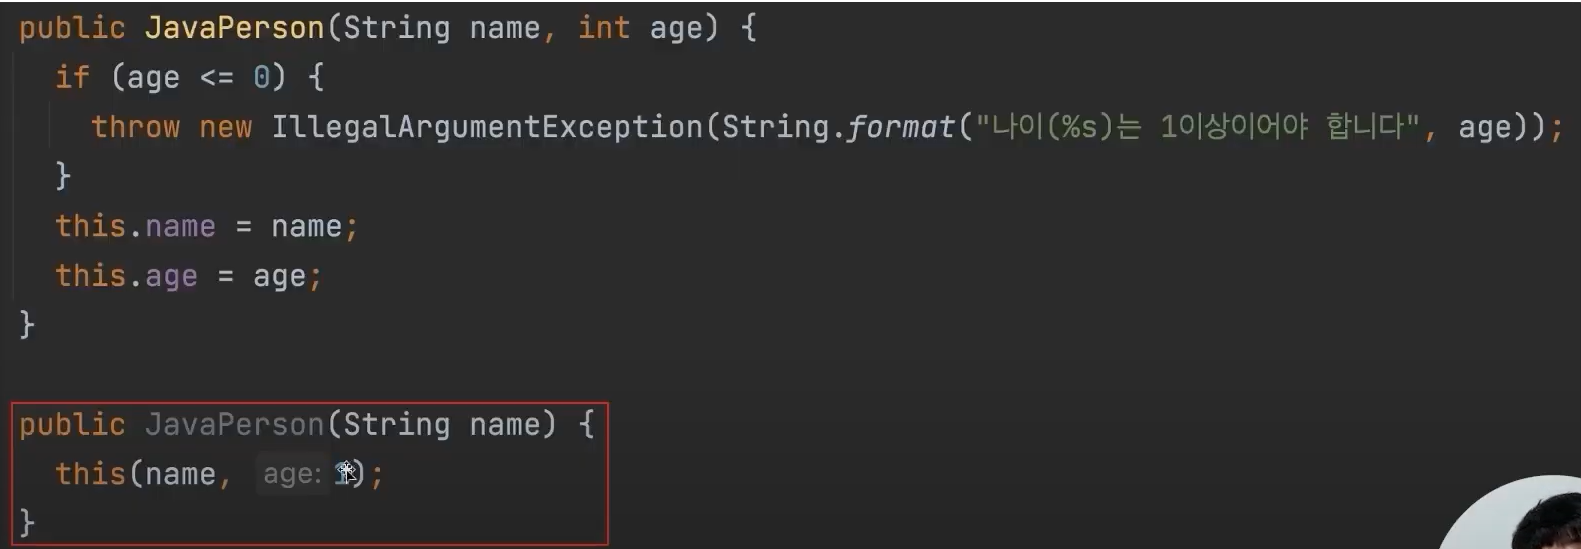 public JavaPerson(String name, int age) {
if (age <= 0) {
throw new IllegalArgumentException(String.format("나이(%s)는 1이상이어야 합니다", age));
}
this.name = name;
this.age = age;
}
public JavaPerson(String name) {
this(name, age: 1);
}